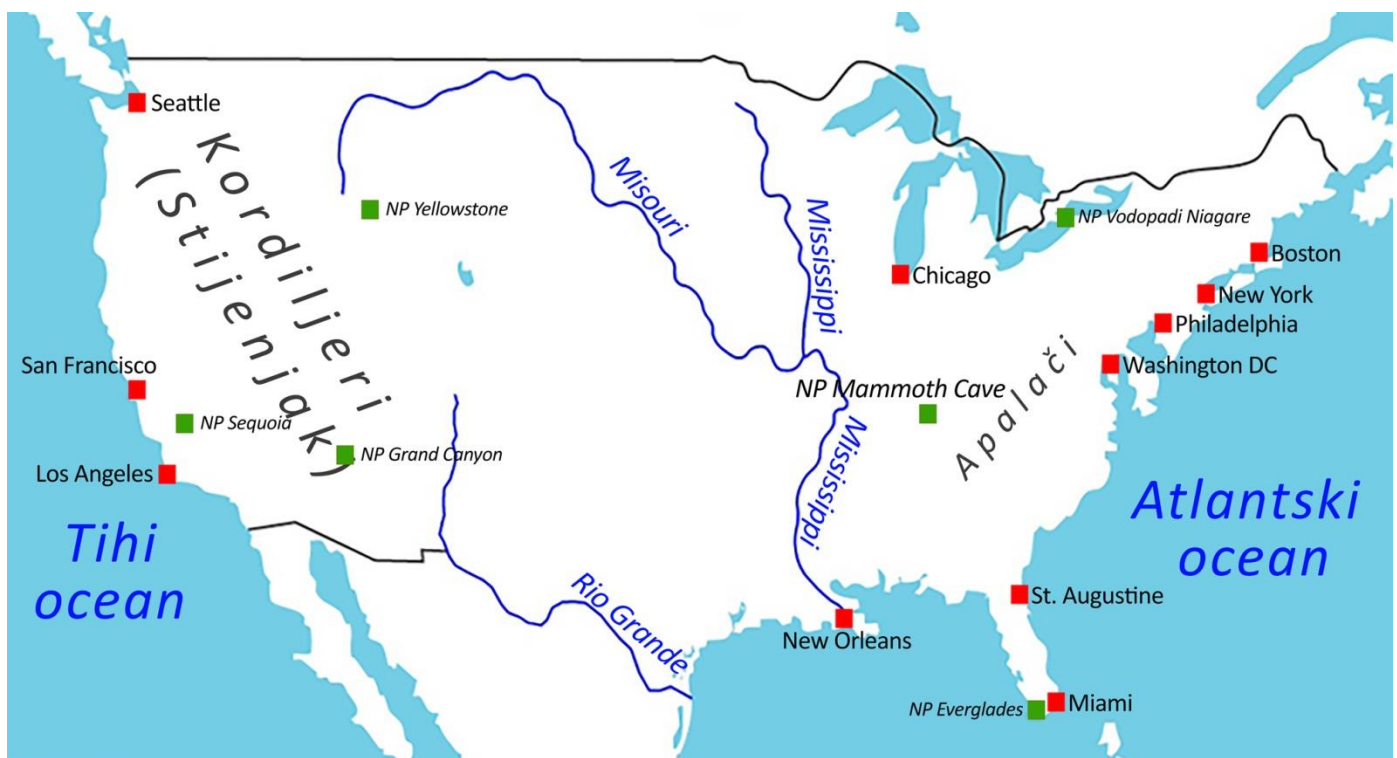 Seattle
Kordiljeri
(Stijenjak)
NP Yellowstone
Misouri
Mississippi
NP Vodopadi Niagare
Boston
Chicago
New York
Philadelphia
San Francisco
Washington DC
NP Mammoth Cave
Apalači
NP Sequoia
NP Grand Canyon
Mississippi
Los Angeles
Tihi
ocean
Atlantski
ocean
Rio Grande
St. Augustine
New Orleans
NP Everglades
Miami